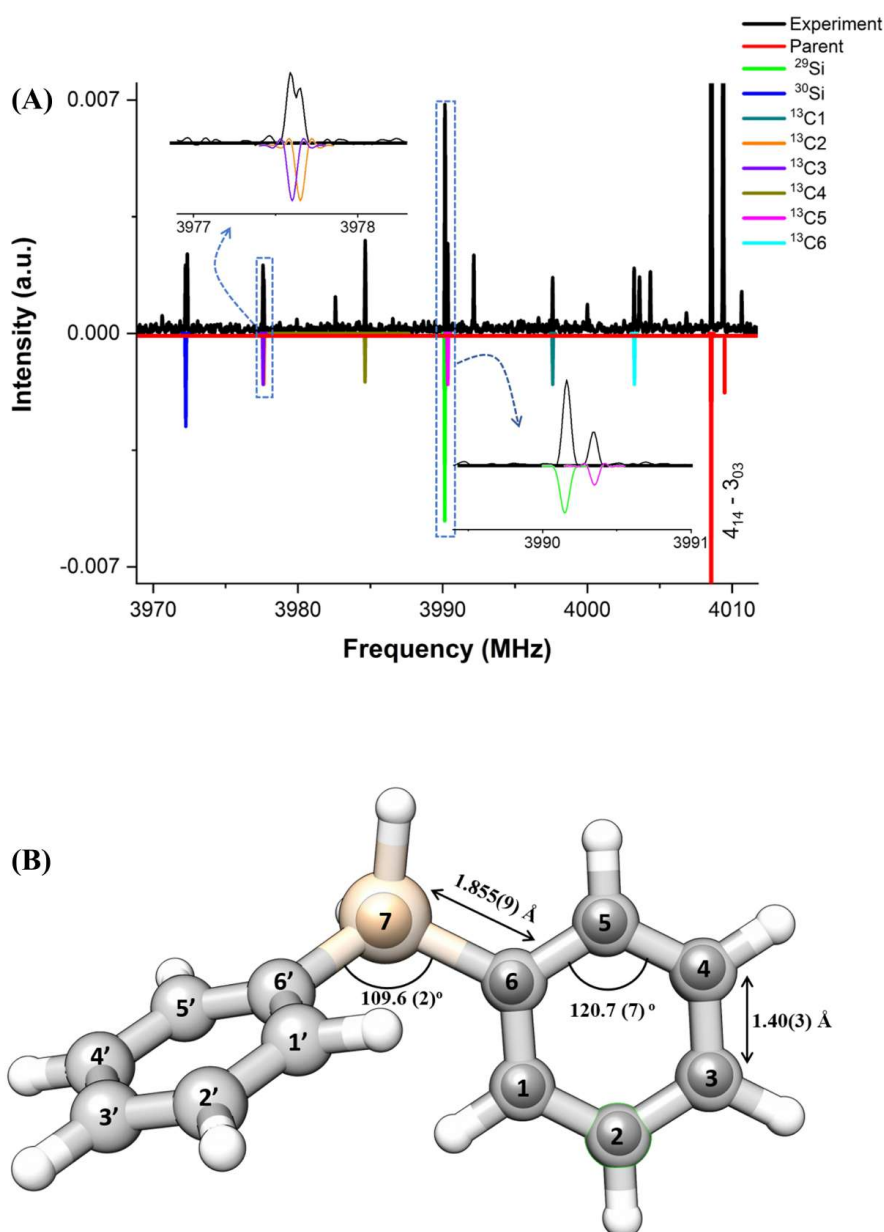 (A)
Experiment
Parent
²⁹Si
³⁰Si
¹³C1
¹³C2
¹³C3
¹³C4
¹³C5
¹³C6
0.007
0.000
-0.007
Intensity (a.u.)
3977 3978
3990 3991
4₁₄ - 3₀₃
3970 3980 3990 4000 4010
Frequency (MHz)
(B)
1.855(9) Å
7
5
6
4
109.6 (2)º
120.7 (7) º
1.40(3) Å
6’
5’
1’
4’
3’
2’
1
3
2